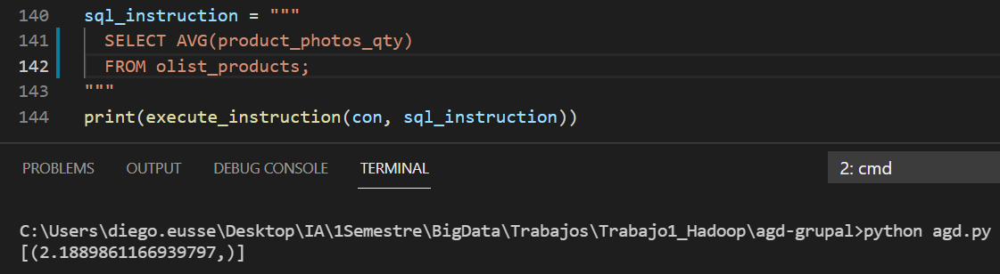 140 sql_instruction = """
141 SELECT AVG(product_photos_qty)
142 FROM olist_products;
143 """
144 print(execute_instruction(con, sql_instruction))
PROBLEMS OUTPUT DEBUG CONSOLE TERMINAL 2: cmd
C:\Users\diego.eusse\Desktop\IA\1Semestre\BigData\Trabajos\Trabajo1_Hadoop\agd-grupal>python agd.py
[(2.1889861166939797,)]